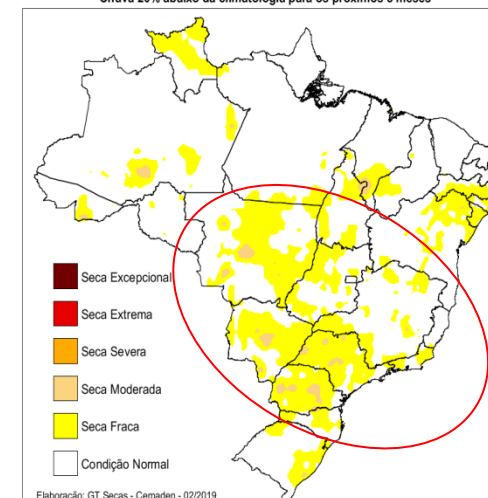 Chuva 20% abaixo da climatologia para os próximos 3 meses
Seca Excepcional
Seca Extrema
Seca Severa
Seca Moderada
Seca Fraca
Condição Normal
Elaboração: GT Secas - Cemaden - 02/2019